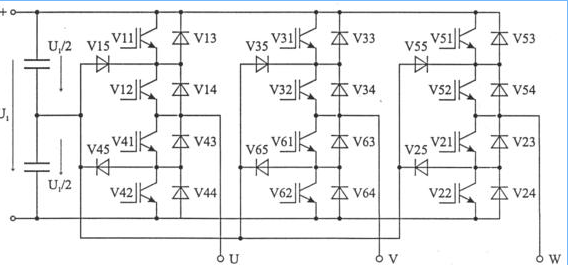 + V11 V13 V31 V33 V51 V53
U₁/2 V15 V35 V55
V12 V14 V32 V34 V52 V54
U₁
V41 V43 V61 V63 V21 V23
V45 V65 V25
U₁/2 V42 V44 V62 V64 V22 V24
U V W